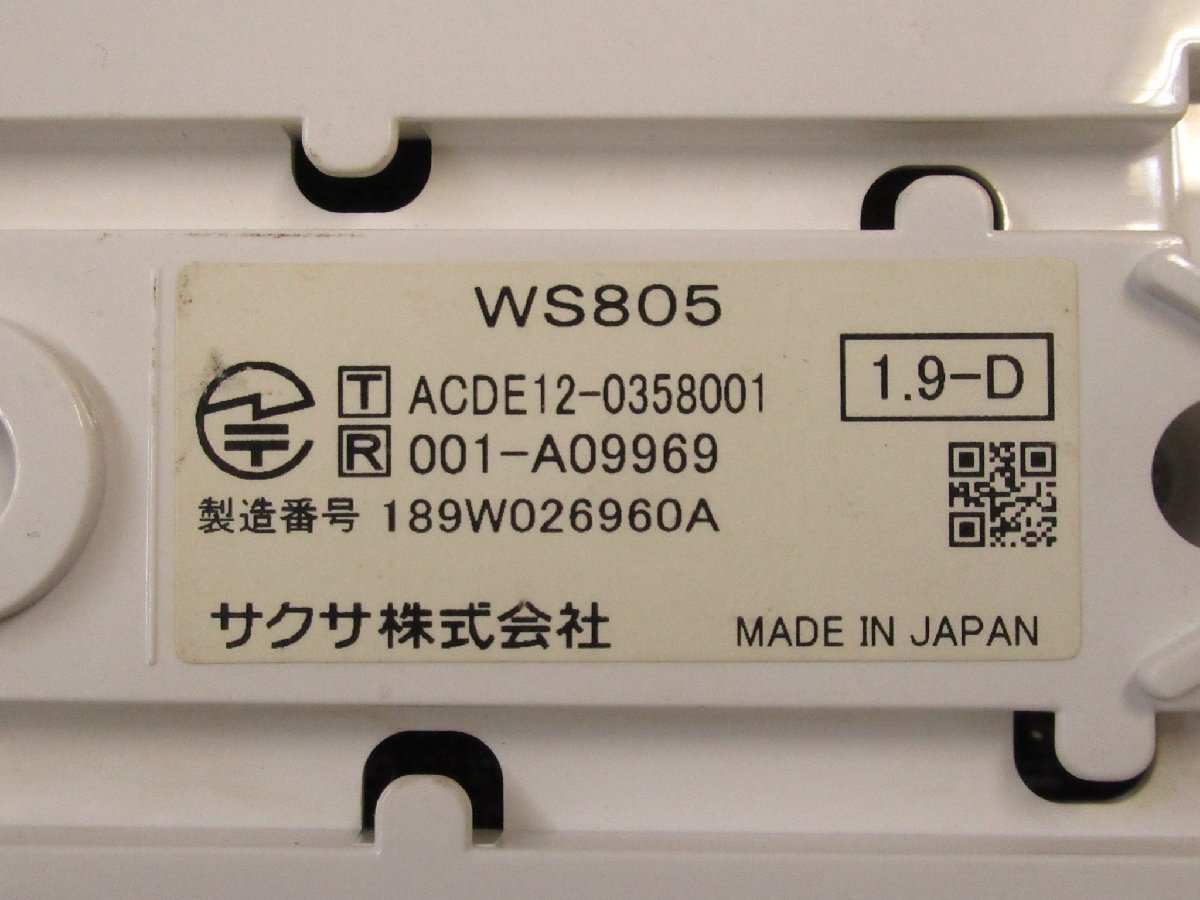 WS805
T ACDE12-0358001
1.9-D
R 001-A09969
製造番号 189W026960A
サクサ株式会社
MADE IN JAPAN